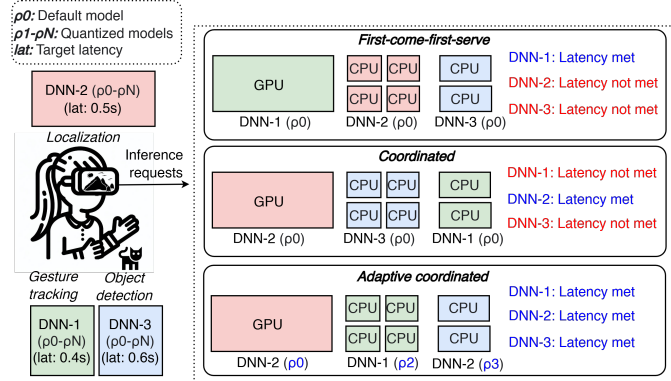 ρ0: Default model
ρ1-ρN: Quantized models
lat: Target latency
DNN-2 (ρ0-ρN)
(lat: 0.5s)
Localization
Inference
requests
Gesture
tracking
Object
detection
DNN-1
(ρ0-ρN)
(lat: 0.4s)
DNN-3
(ρ0-ρN)
(lat: 0.6s)
First-come-first-serve
GPU
CPU CPU
CPU CPU
CPU
CPU
DNN-1 (ρ0)
DNN-2 (ρ0)
DNN-3 (ρ0)
DNN-1: Latency met
DNN-2: Latency not met
DNN-3: Latency not met
Coordinated
GPU
CPU CPU
CPU CPU
CPU
CPU
DNN-2 (ρ0)
DNN-3 (ρ0)
DNN-1 (ρ0)
DNN-1: Latency not met
DNN-2: Latency met
DNN-3: Latency not met
Adaptive coordinated
GPU
CPU CPU
CPU CPU
CPU
CPU
DNN-2 (ρ0)
DNN-1 (ρ2)
DNN-2 (ρ3)
DNN-1: Latency met
DNN-2: Latency met
DNN-3: Latency met